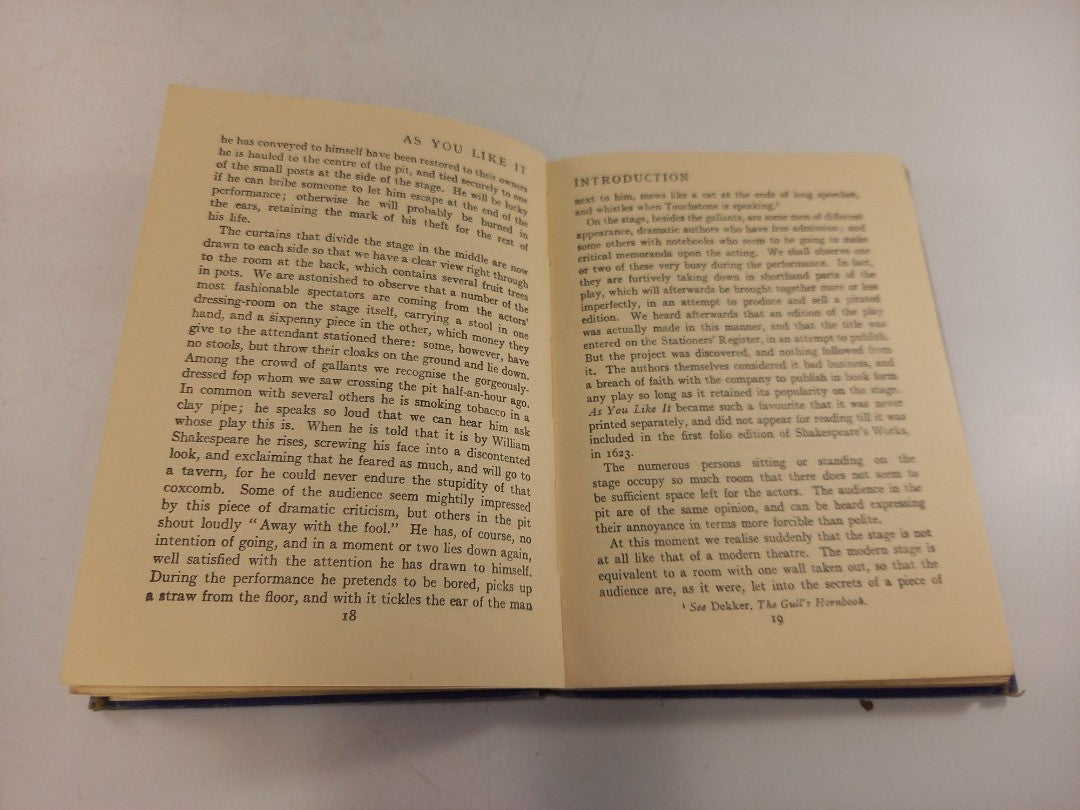 AS YOU LIKE IT
he has conveyed to himself have been restored to their owners
he is hauled to the centre of the pit, and tied securely to one
of the small posts at the side of the stage. He will be lucky
if he can bribe someone to let him escape at the end of the
performance; otherwise he will probably be burned in
the ears, retaining the mark of his theft for the rest of
his life.
The curtains that divide the stage in the middle are now
drawn to each side so that we have a clear view right through
to the room at the back, which contains several fruit trees
in pots. We are astonished to observe that a number of the
most fashionable spectators are coming from the actors'
dressing-room on the stage itself, carrying a stool in one
hand, and a sixpenny piece in the other, which money they
give to the attendant stationed there: some, however, have
no stools, but throw their cloaks on the ground and lie down.
Among the crowd of gallants we recognise the gorgeously-
dressed fop whom we saw crossing the pit half-an-hour ago.
In common with several others he is smoking tobacco in a
clay pipe; he speaks so loud that we can hear him ask
whose play this is. When he is told that it is by William
Shakespeare he rises, screwing his face into a discontented
look, and exclaiming that he feared as much, and will go to
a tavern, for he could never endure the stupidity of that
coxcomb. Some of the audience seem mightily impressed
by this piece of dramatic criticism, but others in the pit
shout loudly "Away with the fool." He has, of course, no
intention of going, and in a moment or two lies down again,
well satisfied with the attention he has drawn to himself.
During the performance he pretends to be bored, picks up
a straw from the floor, and with it tickles the ear of the man
18
INTRODUCTION
next to him, mews like a cat at the ends of long speeches,
and whistles when Touchstone is speaking.¹
On the stage, besides the gallants, are some men of different
appearance, dramatic authors who have free admission; and
some others with notebooks who seem to be going to make
critical memoranda upon the acting. We shall observe one
or two of these very busy during the performance. In fact,
they are furtively taking down in shorthand parts of the
play, which will afterwards be brought together more or less
imperfectly, in an attempt to produce and sell a pirated
edition. We heard afterwards that an edition of the play
was actually made in this manner, and that the title was
entered on the Stationers' Register, in an attempt to publish
it. But the project was discovered, and nothing followed from
it. The authors themselves considered it bad business, and
a breach of faith with the company to publish in book form
any play so long as it retained its popularity on the stage.
As You Like It became such a favourite that it was never
printed separately, and did not appear for reading till it was
included in the first folio edition of Shakespeare's Works,
in 1623.
The numerous persons sitting or standing on the
stage occupy so much room that there does not seem to
be sufficient space left for the actors. The audience in the
pit are of the same opinion, and can be heard expressing
their annoyance in terms more forcible than polite.
At this moment we realise suddenly that the stage is not
at all like that of a modern theatre. The modern stage is
equivalent to a room with one wall taken out, so that the
audience are, as it were, let into the secrets of a piece of
¹ See Dekker, The Gull's Hornbook.
19